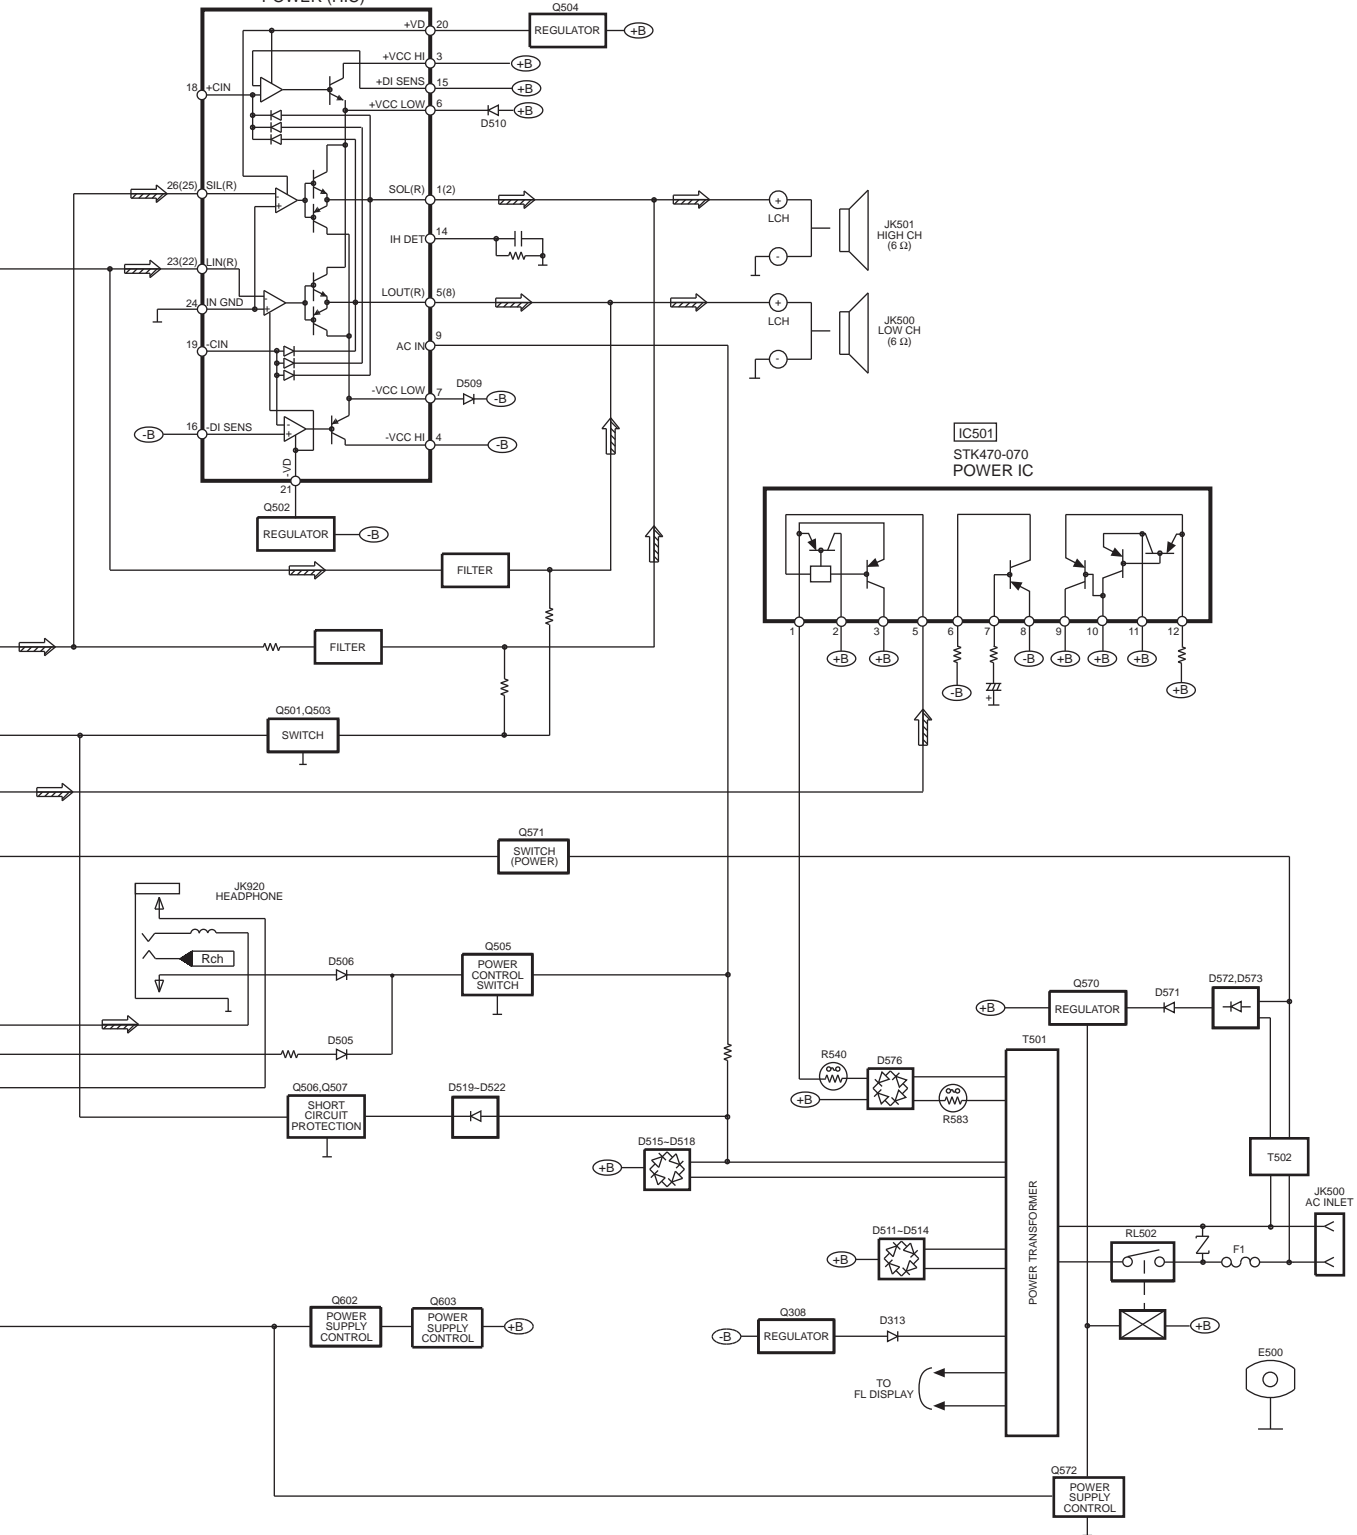 Q504
+VD 20 REGULATOR +B
+VCC HI 3 +B
+DI SENS 15 +B
18 +CIN
+VCC LOW 6 +B
D510
26(25) SIL(R) SOL(R) 1(2)
+ LCH
JK501
HIGH CH
(6 Ω)
IH DET 14
-
23(22) LIN(R)
24 IN GND LOUT(R) 5(8)
+ LCH
JK500
LOW CH
(6 Ω)
19 -CIN AC IN 9
-
-VCC LOW 7 D509 -B
-B 16 -DI SENS
-VCC HI 4 -B
-VD
21
Q502
REGULATOR -B
IC501
STK470-070
POWER IC
1 2 3 5 6 7 8 9 10 11 12
+B +B -B +B +B +B
-B + +B
FILTER
FILTER
Q501,Q503
SWITCH
Q571
SWITCH
(POWER)
JK920
HEADPHONE
Rch
D506
Q505
POWER
CONTROL
SWITCH
D505
Q506,Q507
SHORT
CIRCUIT
PROTECTION
D519~D522
+B
Q570
REGULATOR
D571
D572,D573
T501
R540
D576
+B
R583
D515~D518
+B
T502
JK500
AC INLET
POWER TRANSFORMER
D511~D514
+B
RL502
F1
Q602
POWER
SUPPLY
CONTROL
Q603
POWER
SUPPLY
CONTROL
+B
Q308
-B REGULATOR
D313
+B
E500
TO
FL DISPLAY
Q572
POWER
SUPPLY
CONTROL